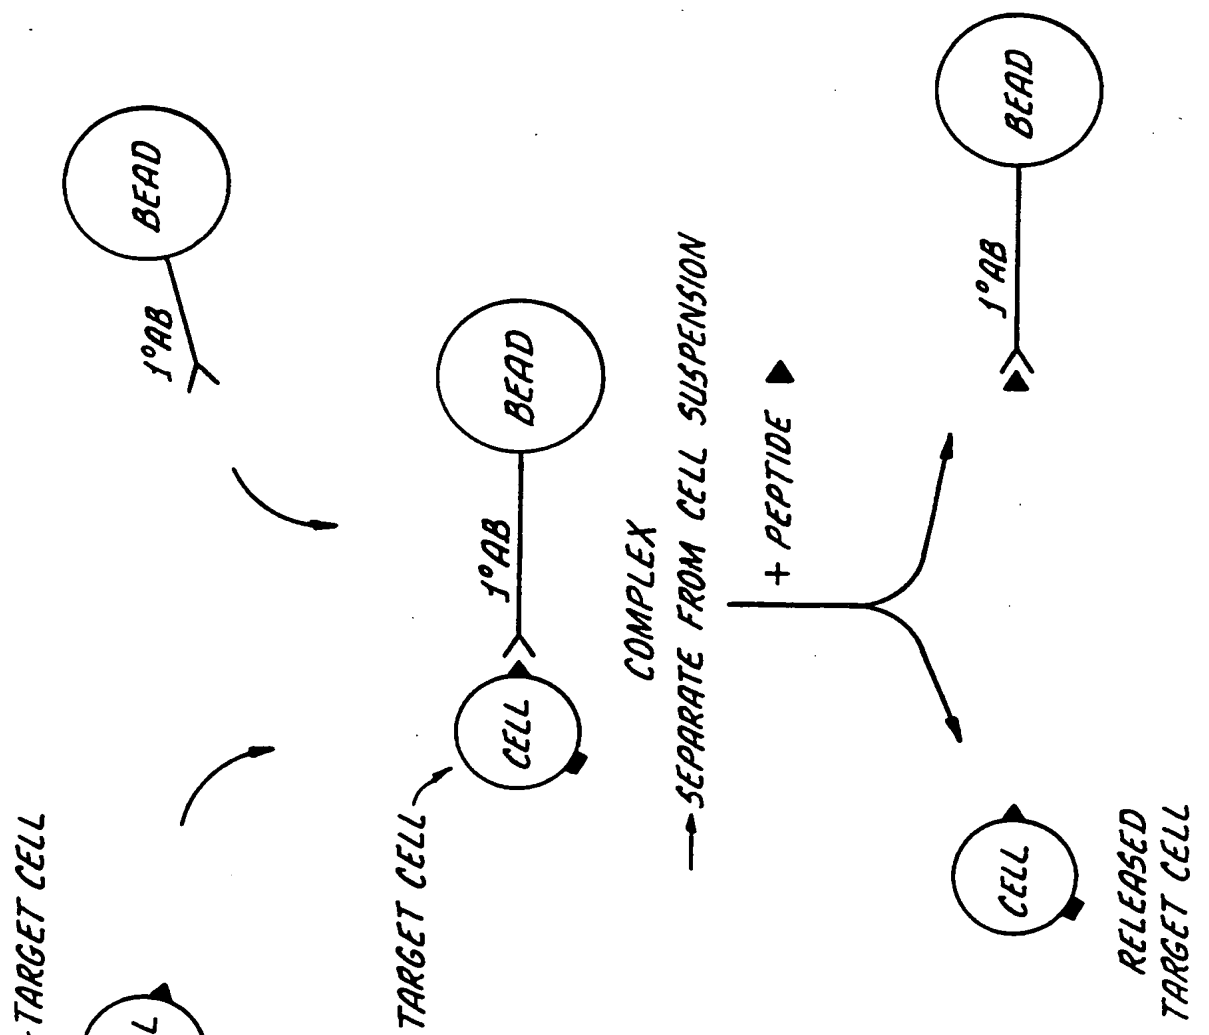 TARGET CELL
L
1°AB
BEAD
TARGET CELL
CELL
1°AB
BEAD
COMPLEX
→ SEPARATE FROM CELL SUSPENSION
+ PEPTIDE ▲
CELL
1°AB
BEAD
RELEASED
TARGET CELL